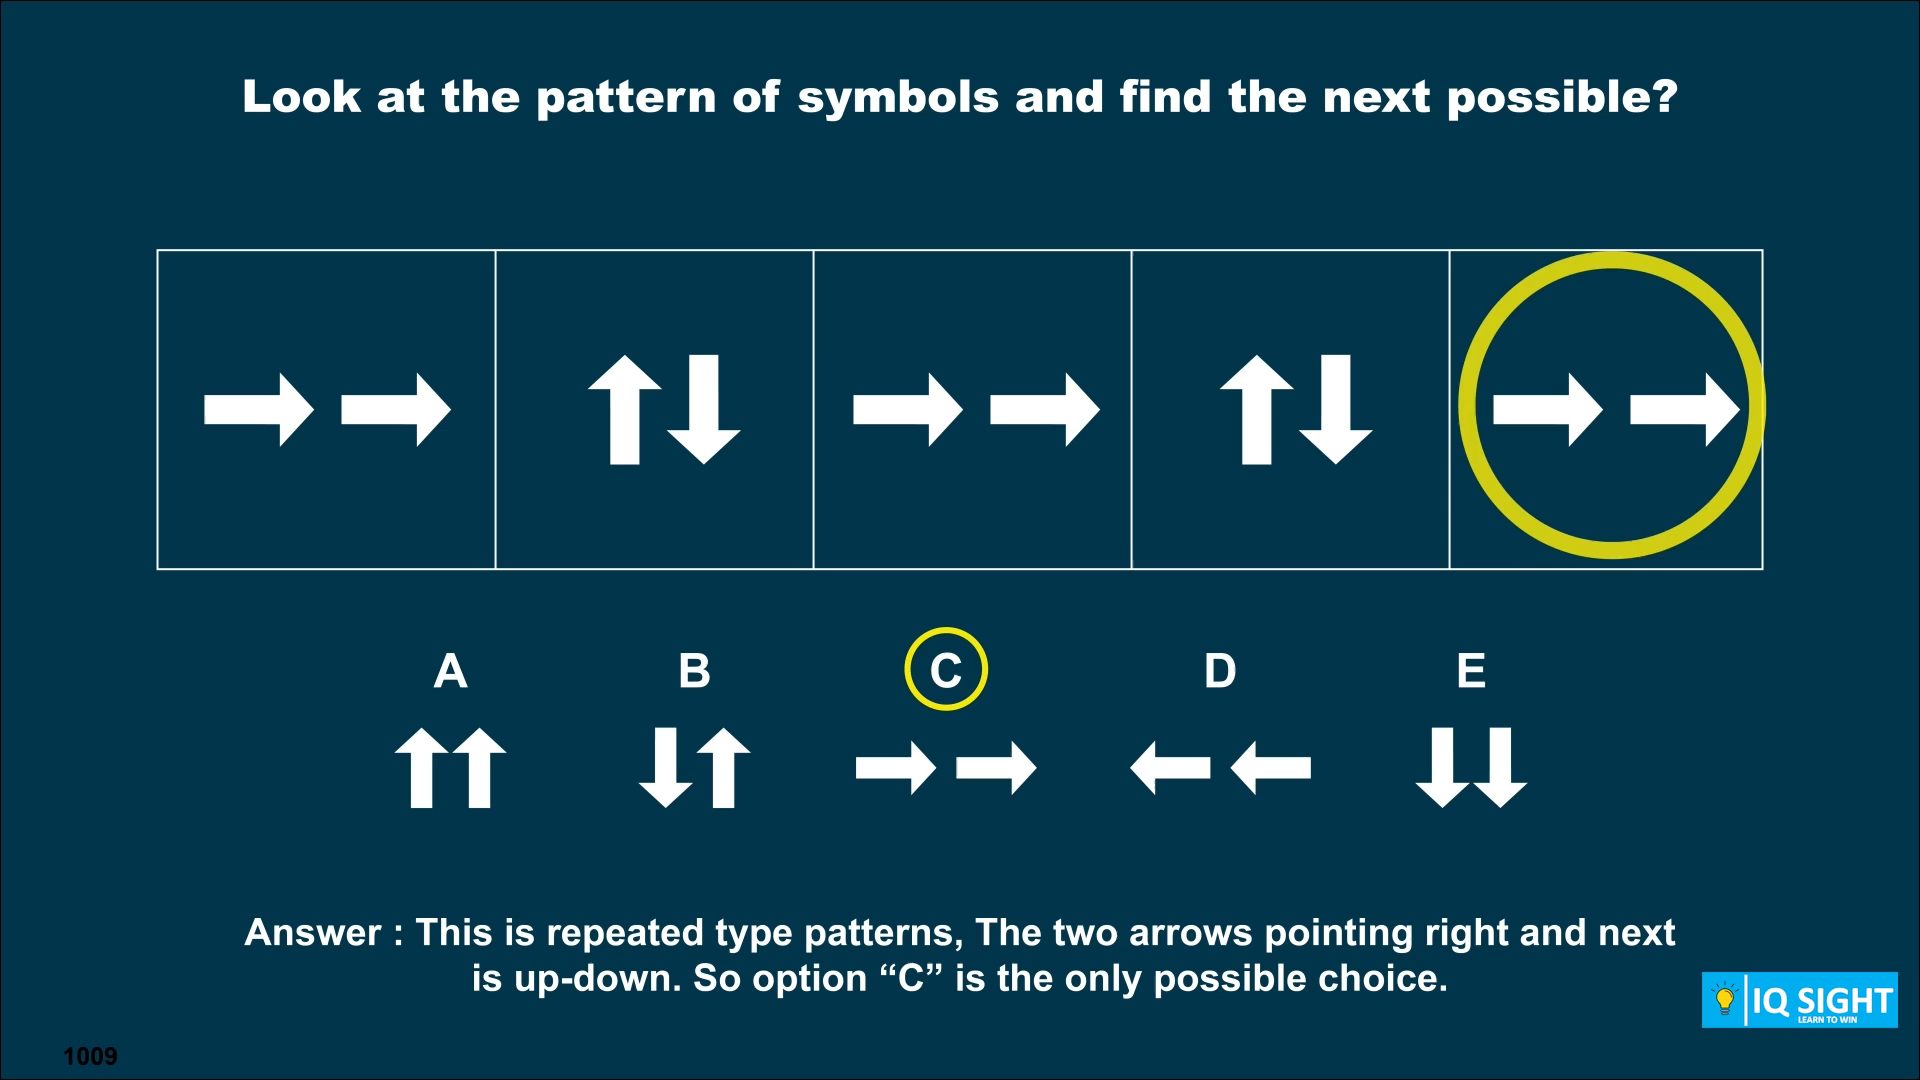 Look at the pattern of symbols and find the next possible?
A B C D E
Answer : This is repeated type patterns, The two arrows pointing right and next
is up-down. So option “C” is the only possible choice.
IQ SIGHT
LEARN TO WIN
1009